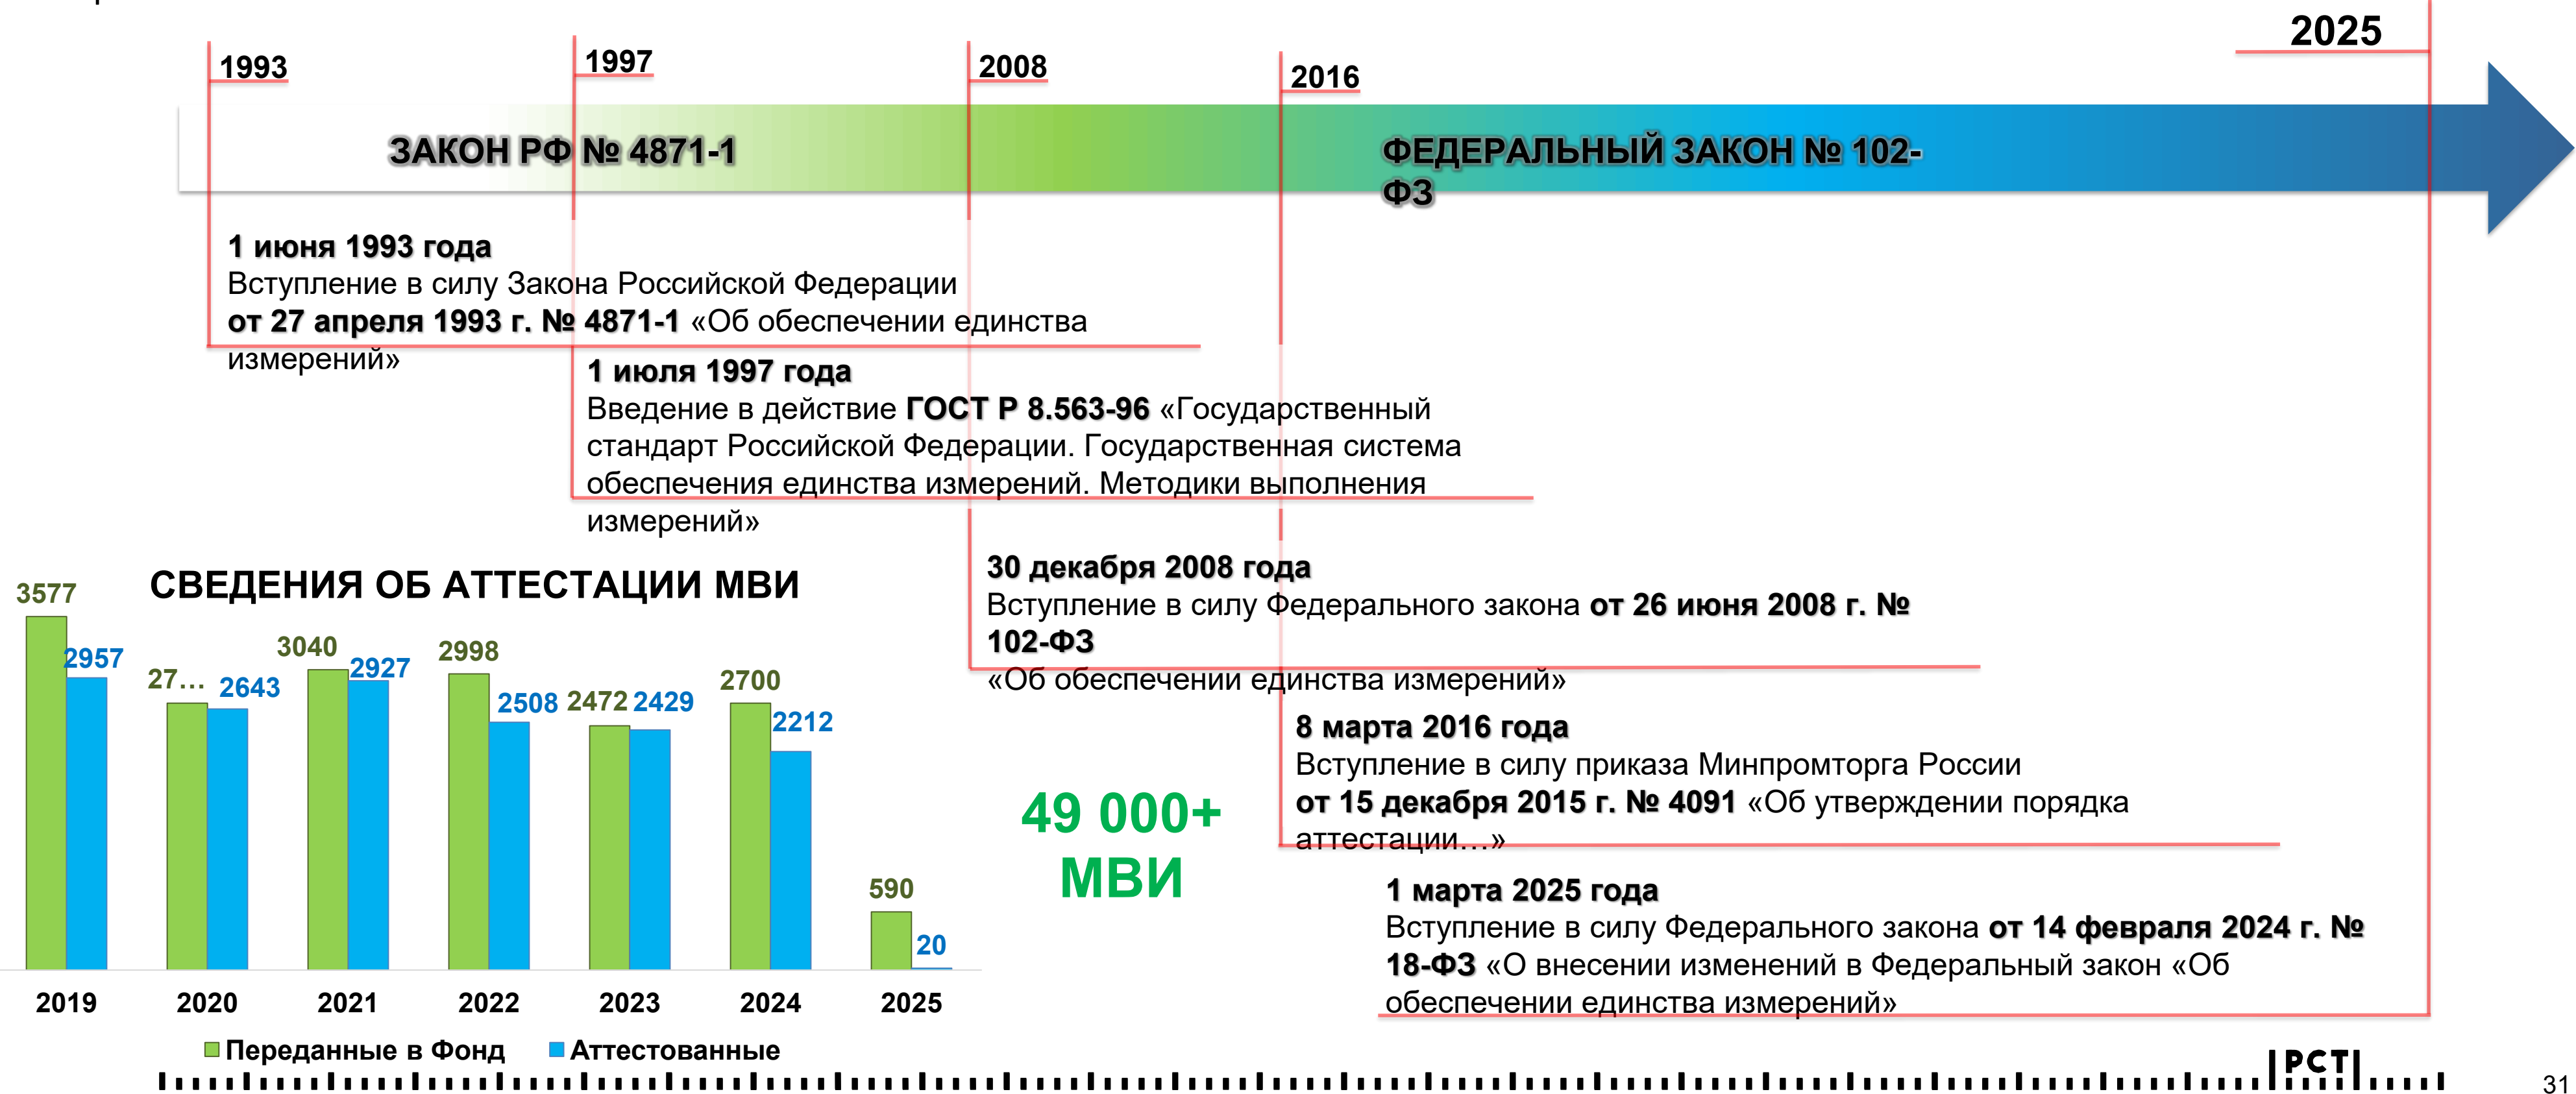 1993
1997
2008
2016
2025
ЗАКОН РФ № 4871-1
ФЕДЕРАЛЬНЫЙ ЗАКОН № 102-
ФЗ
1 июня 1993 года
Вступление в силу Закона Российской Федерации
от 27 апреля 1993 г. № 4871-1 «Об обеспечении единства
измерений»
1 июля 1997 года
Введение в действие ГОСТ Р 8.563-96 «Государственный
стандарт Российской Федерации. Государственная система
обеспечения единства измерений. Методики выполнения
измерений»
30 декабря 2008 года
Вступление в силу Федерального закона от 26 июня 2008 г. №
102-ФЗ
«Об обеспечении единства измерений»
8 марта 2016 года
Вступление в силу приказа Минпромторга России
от 15 декабря 2015 г. № 4091 «Об утверждении порядка
аттестации…»
1 марта 2025 года
Вступление в силу Федерального закона от 14 февраля 2024 г. №
18-ФЗ «О внесении изменений в Федеральный закон «Об
обеспечении единства измерений»
СВЕДЕНИЯ ОБ АТТЕСТАЦИИ МВИ
3577
2957
27…
2643
3040
2927
2998
2508
2472
2429
2700
2212
590
20
2019 2020 2021 2022 2023 2024 2025
Переданные в Фонд Аттестованные
49 000+
МВИ
РСТ
31